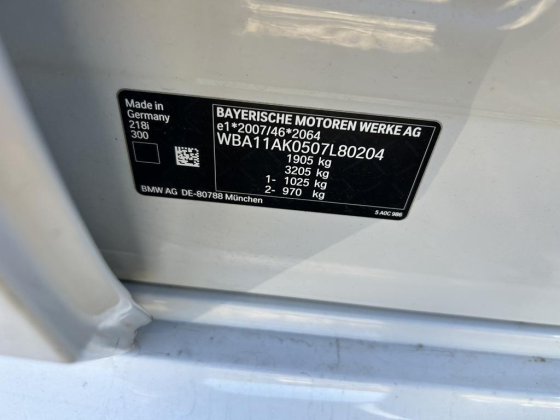 Made in
Germany
218i
300
BAYERISCHE MOTOREN WERKE AG
e1*2007/46*2064
WBA11AK0507L80204
1905 kg
3205 kg
1- 1025 kg
2- 970 kg
BMW AG DE-80788 München
5 A0C 986